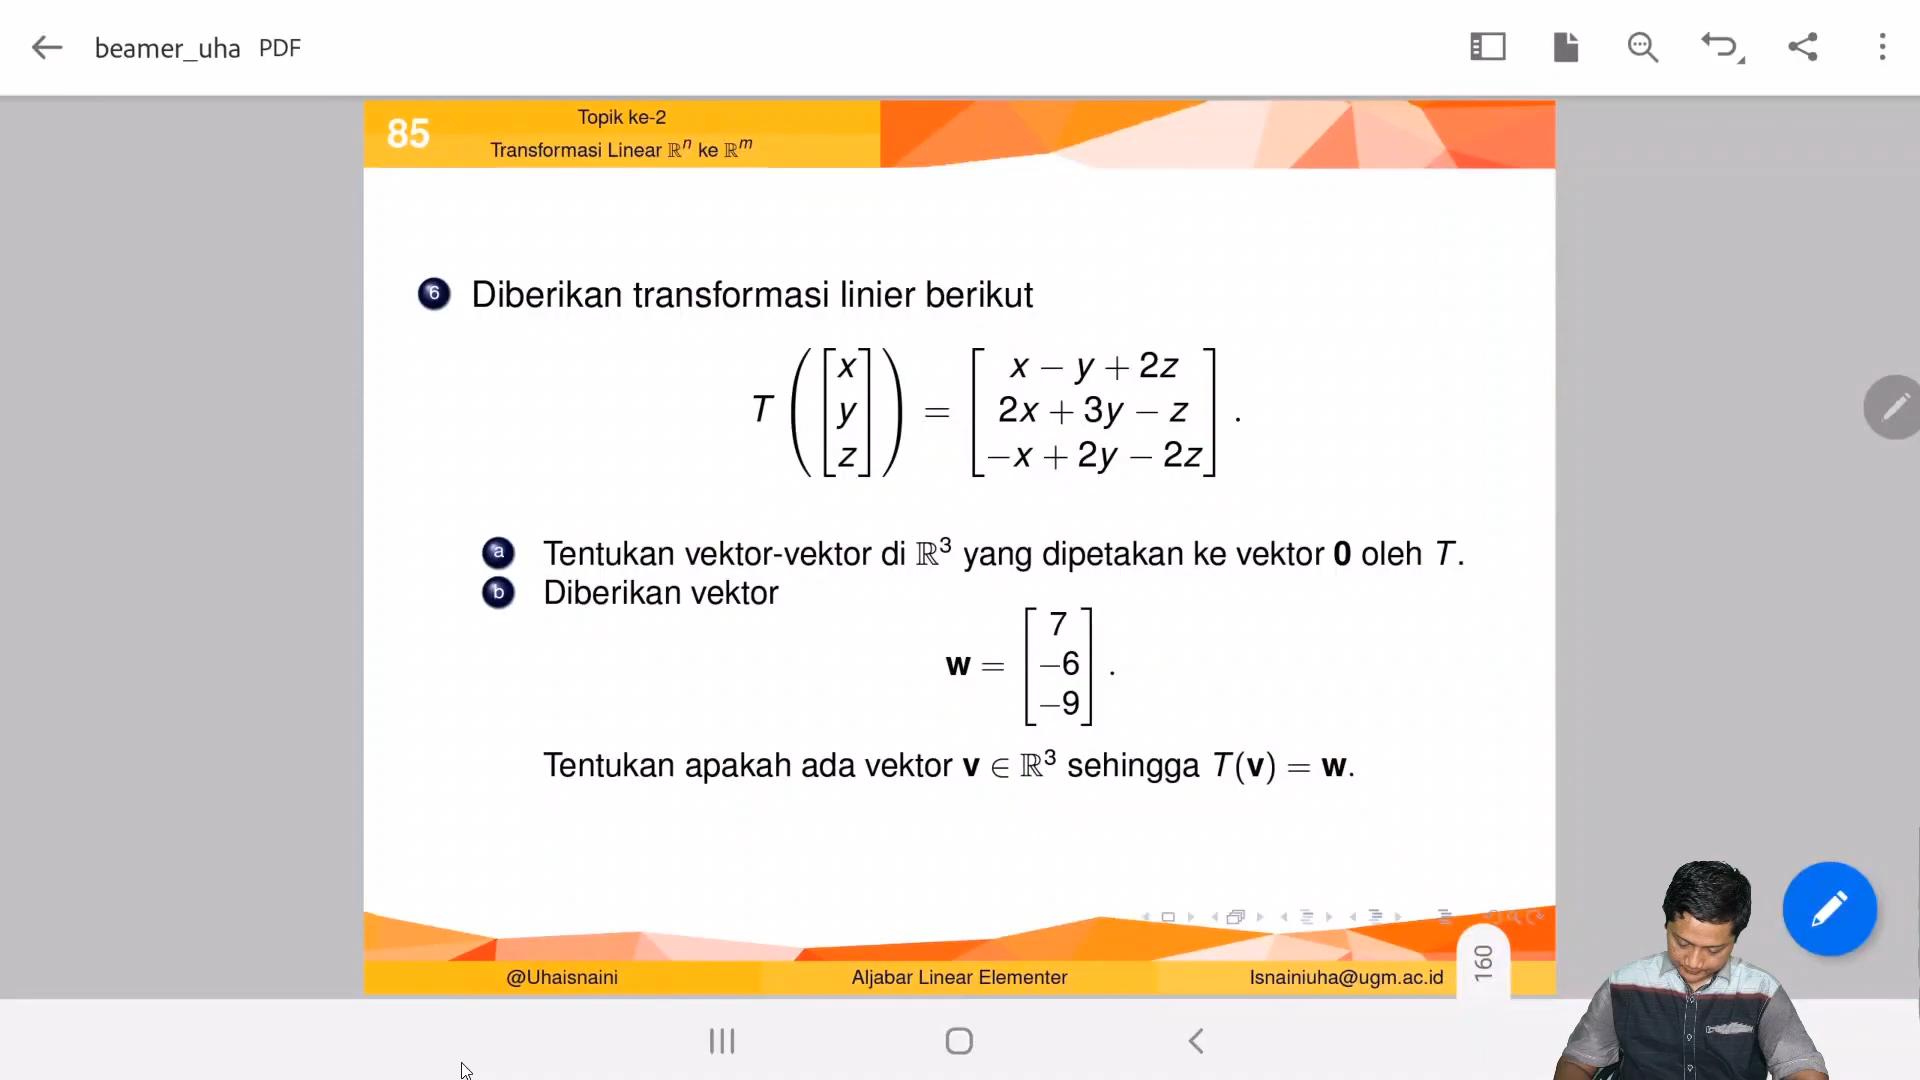 beamer_uha PDF
85
Topik ke-2
Transformasi Linear ℝⁿ ke ℝᵐ
6 Diberikan transformasi linier berikut
T([x y z]) = [x − y + 2z
2x + 3y − z
−x + 2y − 2z].
a Tentukan vektor-vektor di ℝ³ yang dipetakan ke vektor 0 oleh T.
b Diberikan vektor
w = [7
−6
−9].
Tentukan apakah ada vektor v ∈ ℝ³ sehingga T(v) = w.
@Uhaisnaini Aljabar Linear Elementer Isnainiuha@ugm.ac.id
160